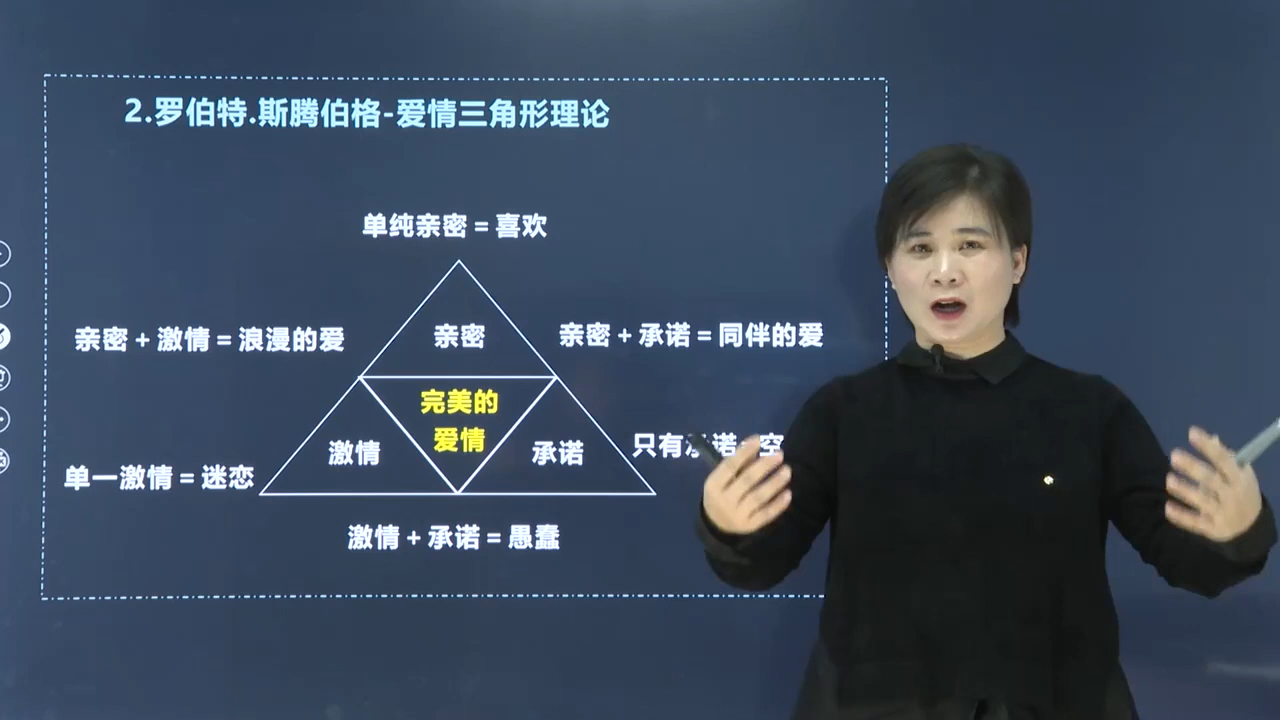 2.罗伯特.斯腾伯格-爱情三角形理论
单纯亲密=喜欢
亲密+激情=浪漫的爱
亲密
亲密+承诺=同伴的爱
完美的
爱情
激情
承诺
只有承诺=空
单一激情=迷恋
激情+承诺=愚蠢